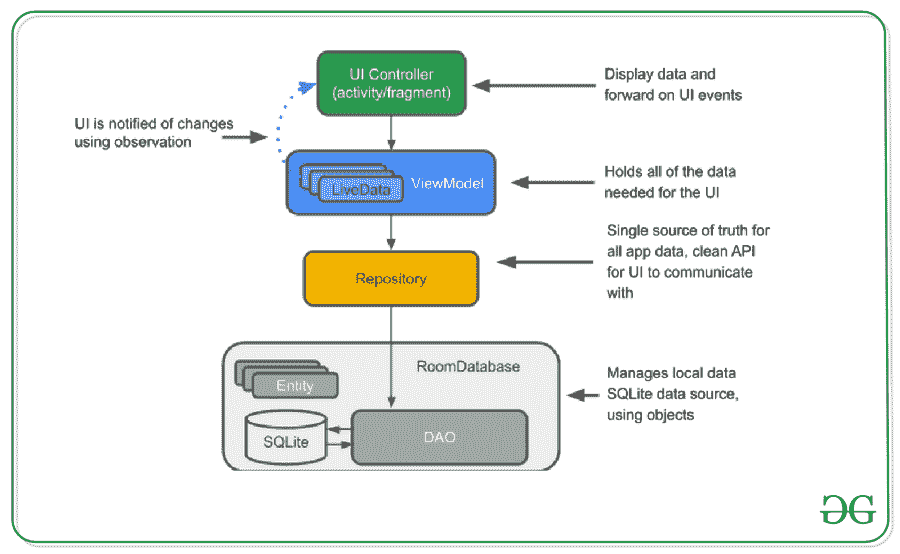 UI Controller
(activity/fragment)
Display data and
forward on UI events
UI is notified of changes
using observation
LiveData
ViewModel
Holds all of the data
needed for the UI
Single source of truth for
all app data, clean API
for UI to communicate
with
Repository
RoomDatabase
Entity
SQLite
DAO
Manages local data
SQLite data source,
using objects